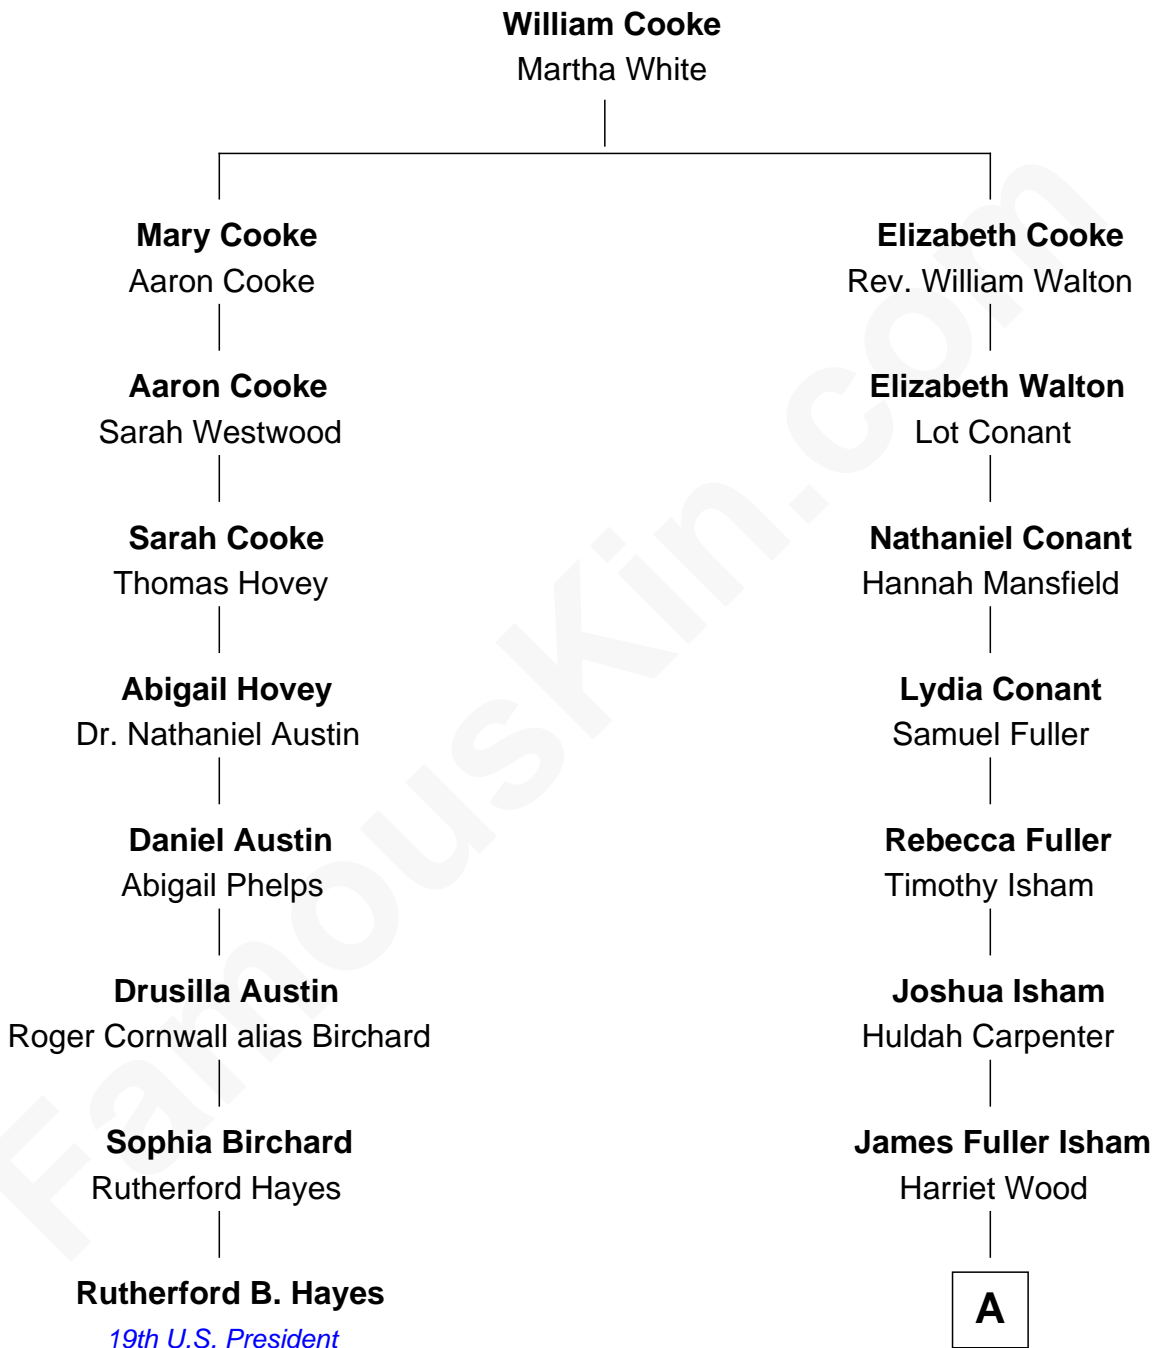 William Cooke
Martha White
Mary Cooke
Aaron Cooke
Elizabeth Cooke
Rev. William Walton
Aaron Cooke
Sarah Westwood
Elizabeth Walton
Lot Conant
Sarah Cooke
Thomas Hovey
Nathaniel Conant
Hannah Mansfield
Abigail Hovey
Dr. Nathaniel Austin
Lydia Conant
Samuel Fuller
Daniel Austin
Abigail Phelps
Rebecca Fuller
Timothy Isham
Drusilla Austin
Roger Cornwall alias Birchard
Joshua Isham
Huldah Carpenter
Sophia Birchard
Rutherford Hayes
James Fuller Isham
Harriet Wood
Rutherford B. Hayes
19th U.S. President
A
FamousKin.com